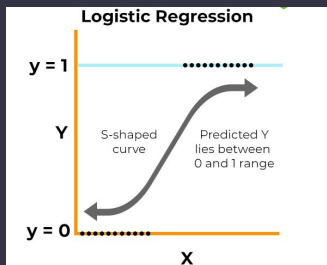 Logistic Regression
y = 1
Y
S-shaped
curve
Predicted Y
lies between
0 and 1 range
y = 0
X